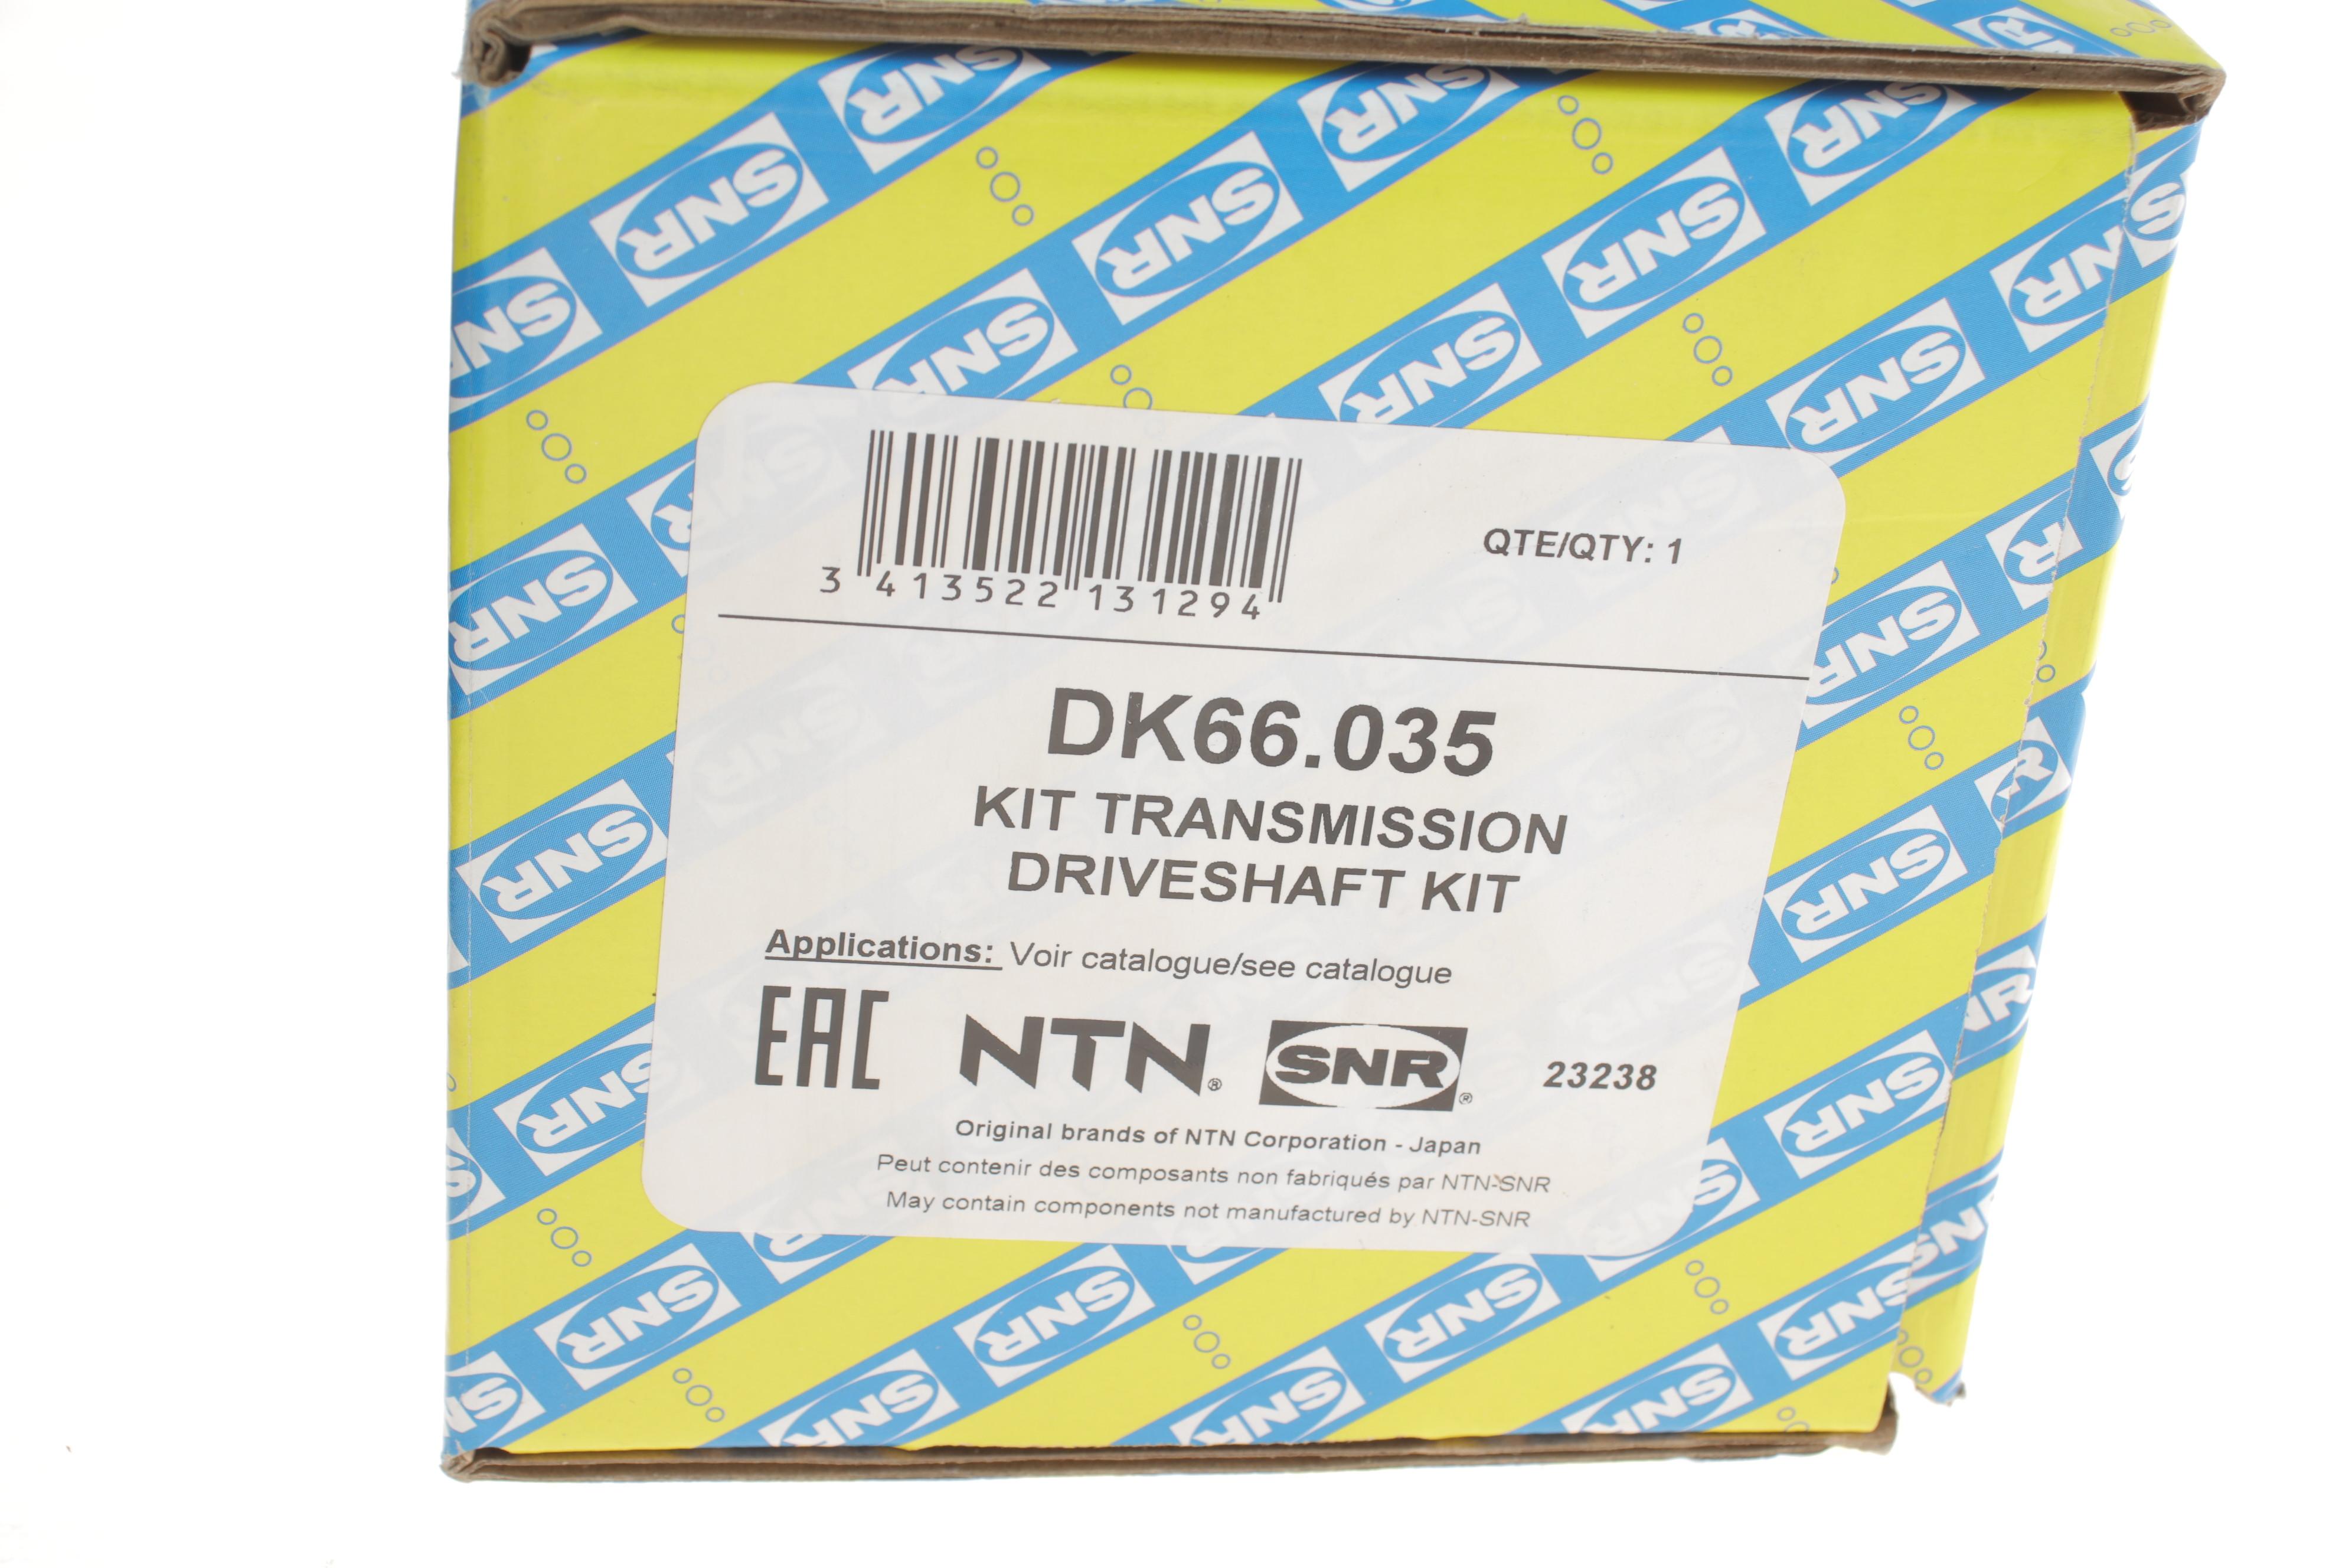 QTE/QTY: 1
3 413522 131294
DK66.035
KIT TRANSMISSION
DRIVESHAFT KIT
Applications: Voir catalogue/see catalogue
EAC NTN® SNR® 23238
Original brands of NTN Corporation - Japan
Peut contenir des composants non fabriqués par NTN-SNR
May contain components not manufactured by NTN-SNR